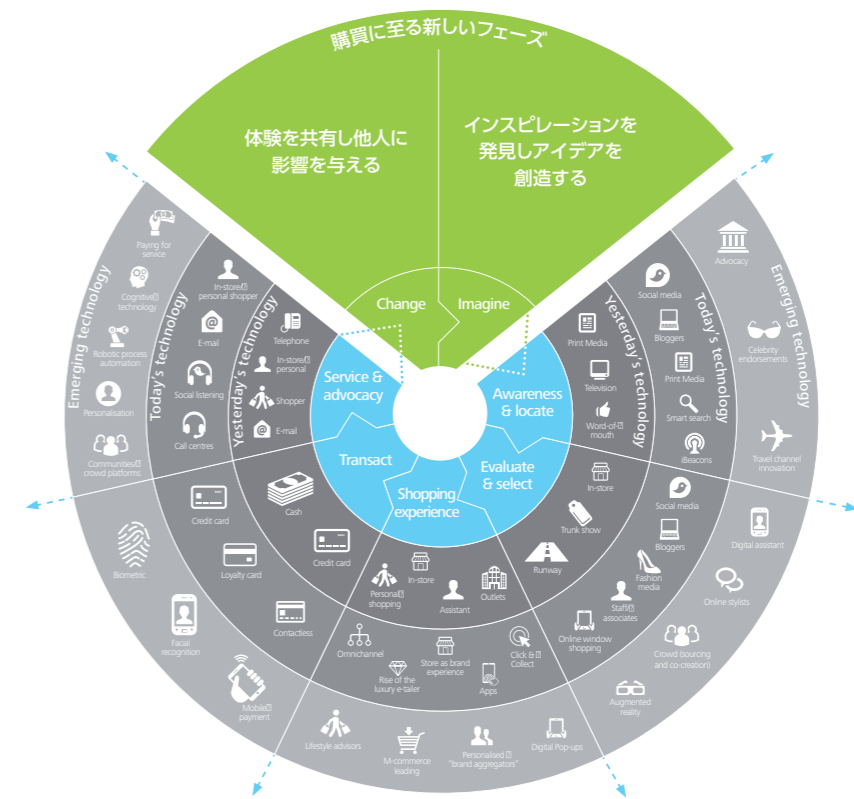 購買に至る新しいフェーズ
体験を共有し他人に
影響を与える
インスピレーションを
発見しアイデアを
創造する
Change
Imagine
Service &
advocacy
Awareness
& locate
Transact
Evaluate
& select
Shopping
experience
Emerging technology
Paying for
service
Cognitive
technology
Robotic process
automation
Personalisation
Communities
crowd platforms
Today's technology
In-store
personal shopper
E-mail
Social listening
Call centres
Yesterday's technology
Telephone
In-store
personal
Shopper
E-mail
Yesterday's technology
Print Media
Television
Word-of-
mouth
Today's technology
Social media
Bloggers
Print Media
Smart search
iBeacons
Emerging technology
Advocacy
Celebrity
endorsements
Travel channel
innovation
In-store
Trunk show
Runway
Social media
Bloggers
Fashion
media
Staff
associates
Online window
shopping
Digital assistant
Online stylists
Crowd (sourcing
and co-creation)
Augmented
reality
Personal
shopping
In-store
Assistant
Outlets
Omnichannel
Rise of the
luxury e-tailer
Store as brand
experience
Apps
Click &
Collect
Lifestyle advisors
M-commerce
leading
Personalised
"brand aggregators"
Digital Pop-ups
Cash
Credit card
Credit card
Loyalty card
Contactless
Biometric
Facial
recognition
Mobile
payment